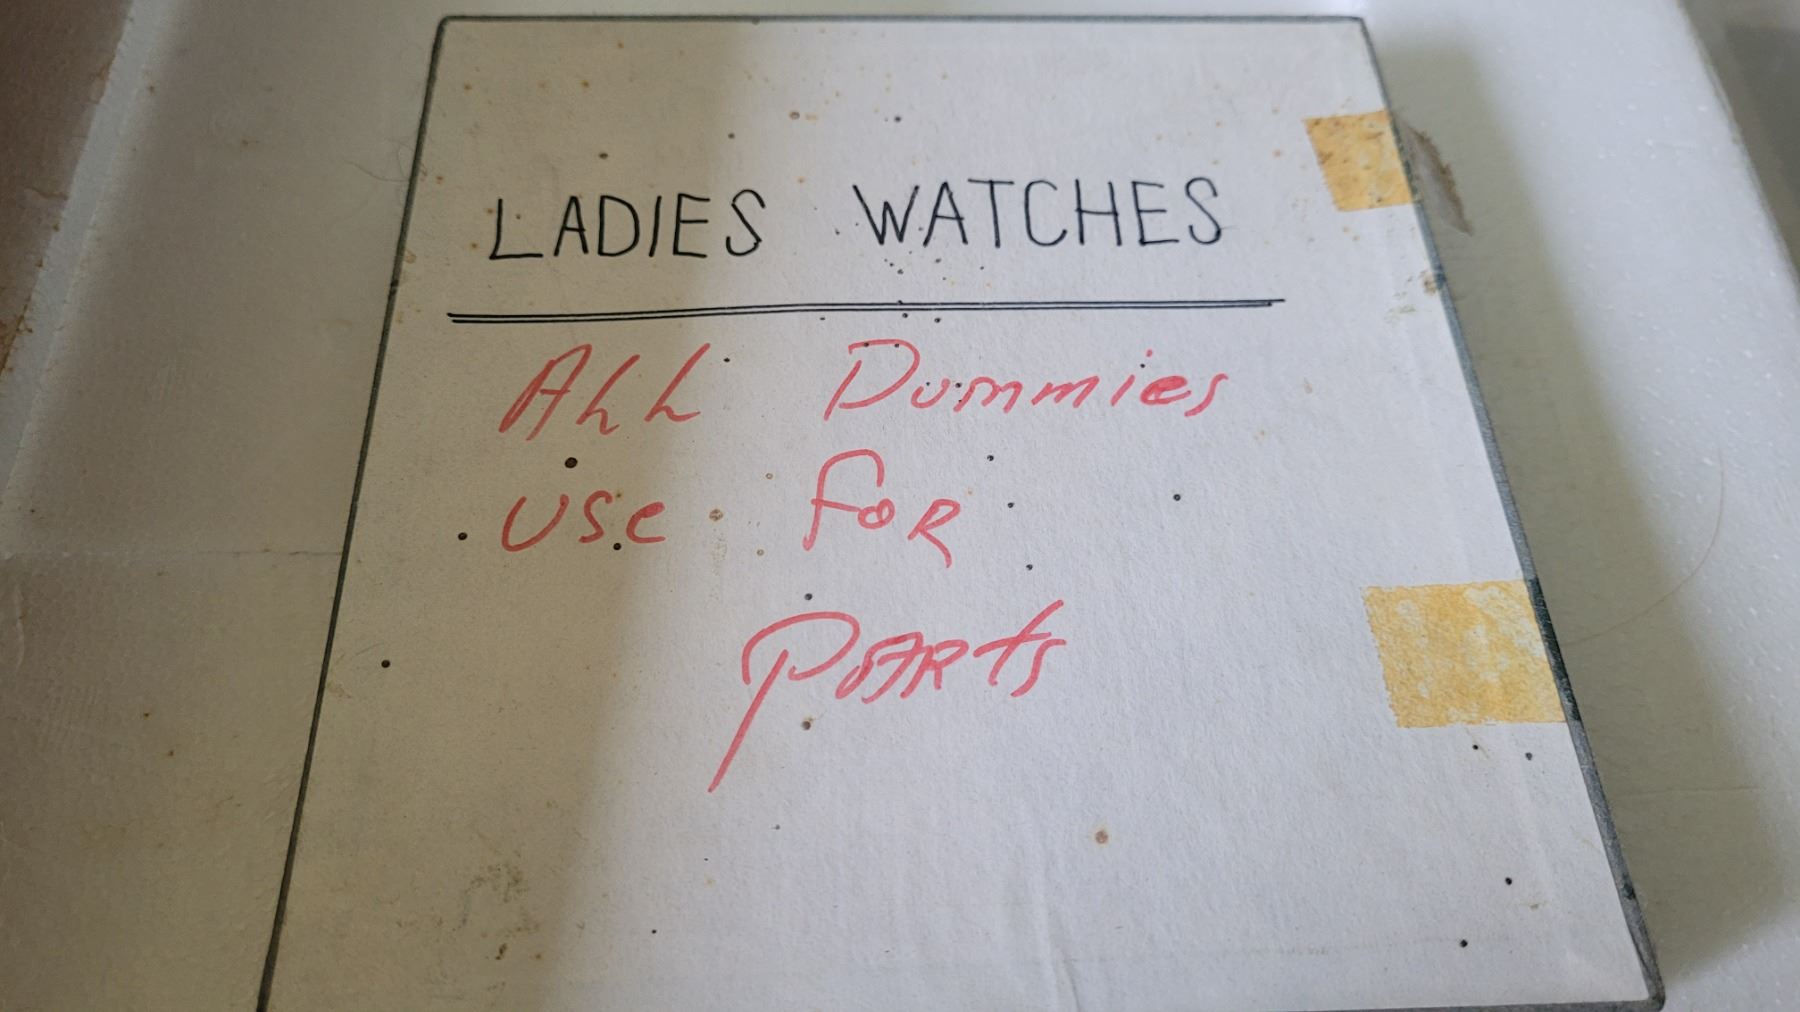 LADIES WATCHES
ALL Dummies
USe FoR
PARts